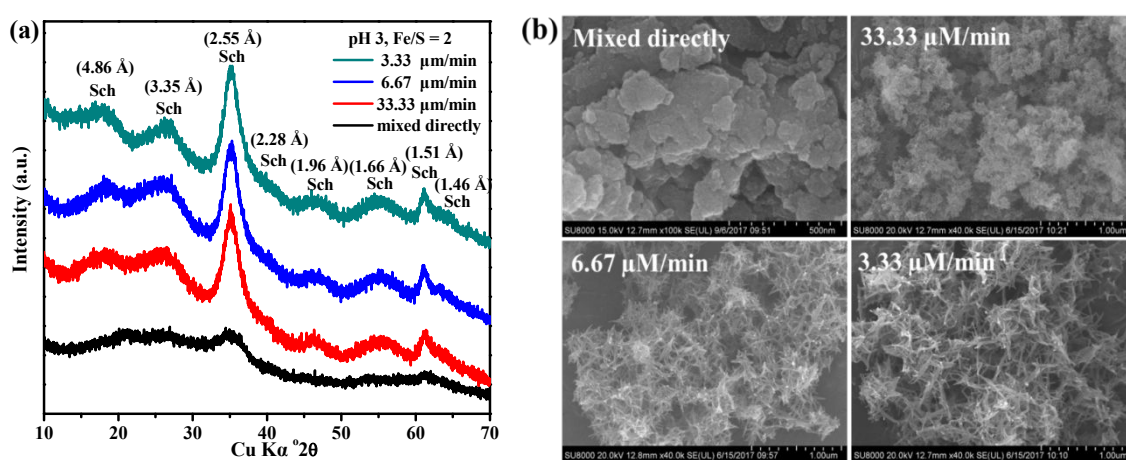 (a)
(2.55 Å)
Sch
pH 3, Fe/S = 2
3.33 μm/min
6.67 μm/min
33.33 μm/min
mixed directly
(4.86 Å)
Sch
(3.35 Å)
Sch
(2.28 Å)
Sch
(1.96 Å)
Sch
(1.66 Å)
Sch
(1.51 Å)
Sch
(1.46 Å)
Sch
Intensity (a.u.)
10 20 30 40 50 60 70
Cu Kα °2θ
(b)
Mixed directly
SU8000 15.0kV 12.7mm x100k SE(UL) 9/6/2017 09:51 500nm
33.33 μM/min
SU8000 20.0kV 12.7mm x40.0k SE(UL) 6/15/2017 10:21 1.00um
6.67 μM/min
SU8000 20.0kV 12.8mm x40.0k SE(UL) 6/15/2017 09:57 1.00um
3.33 μM/min
SU8000 20.0kV 12.7mm x40.0k SE(UL) 6/15/2017 10:10 1.00um